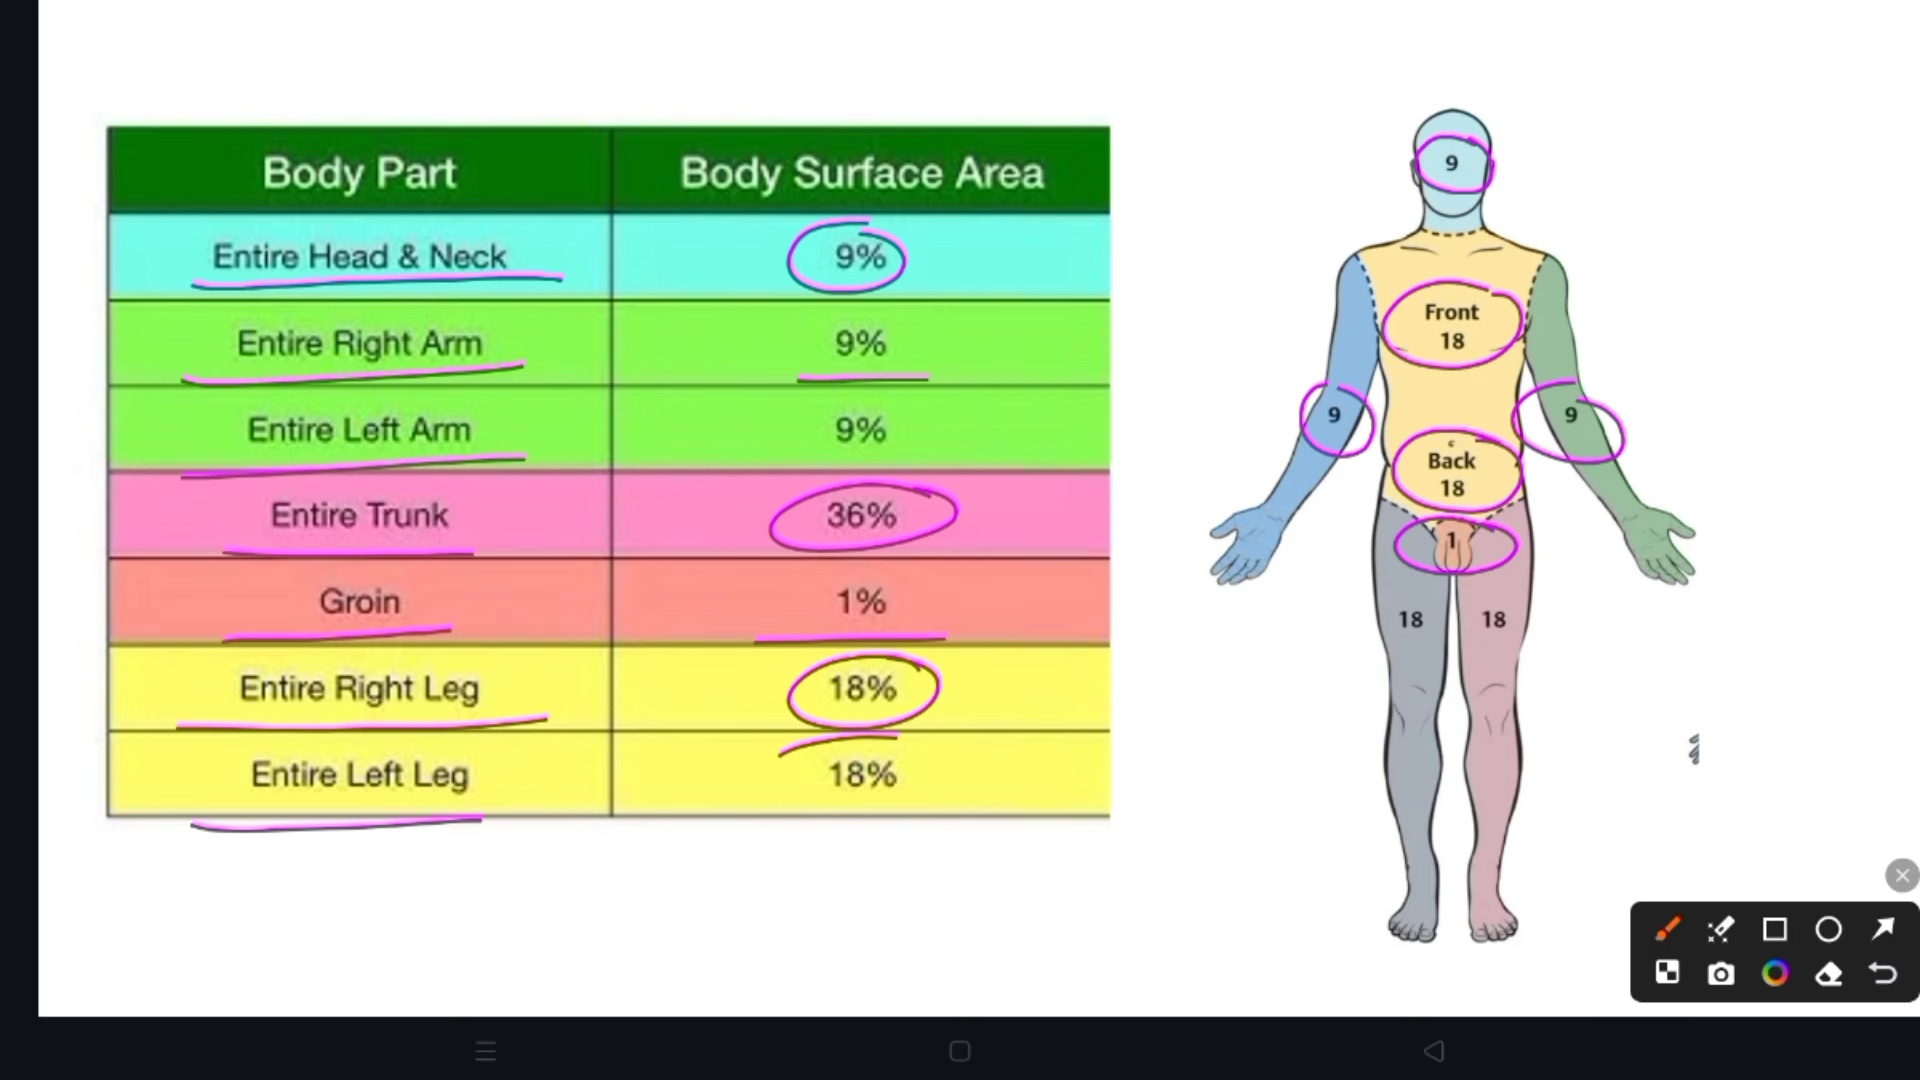 Body Part Body Surface Area
Entire Head & Neck 9%
Entire Right Arm 9%
Entire Left Arm 9%
Entire Trunk 36%
Groin 1%
Entire Right Leg 18%
Entire Left Leg 18%
9
Front
18
9 9
Back
18
1
18 18